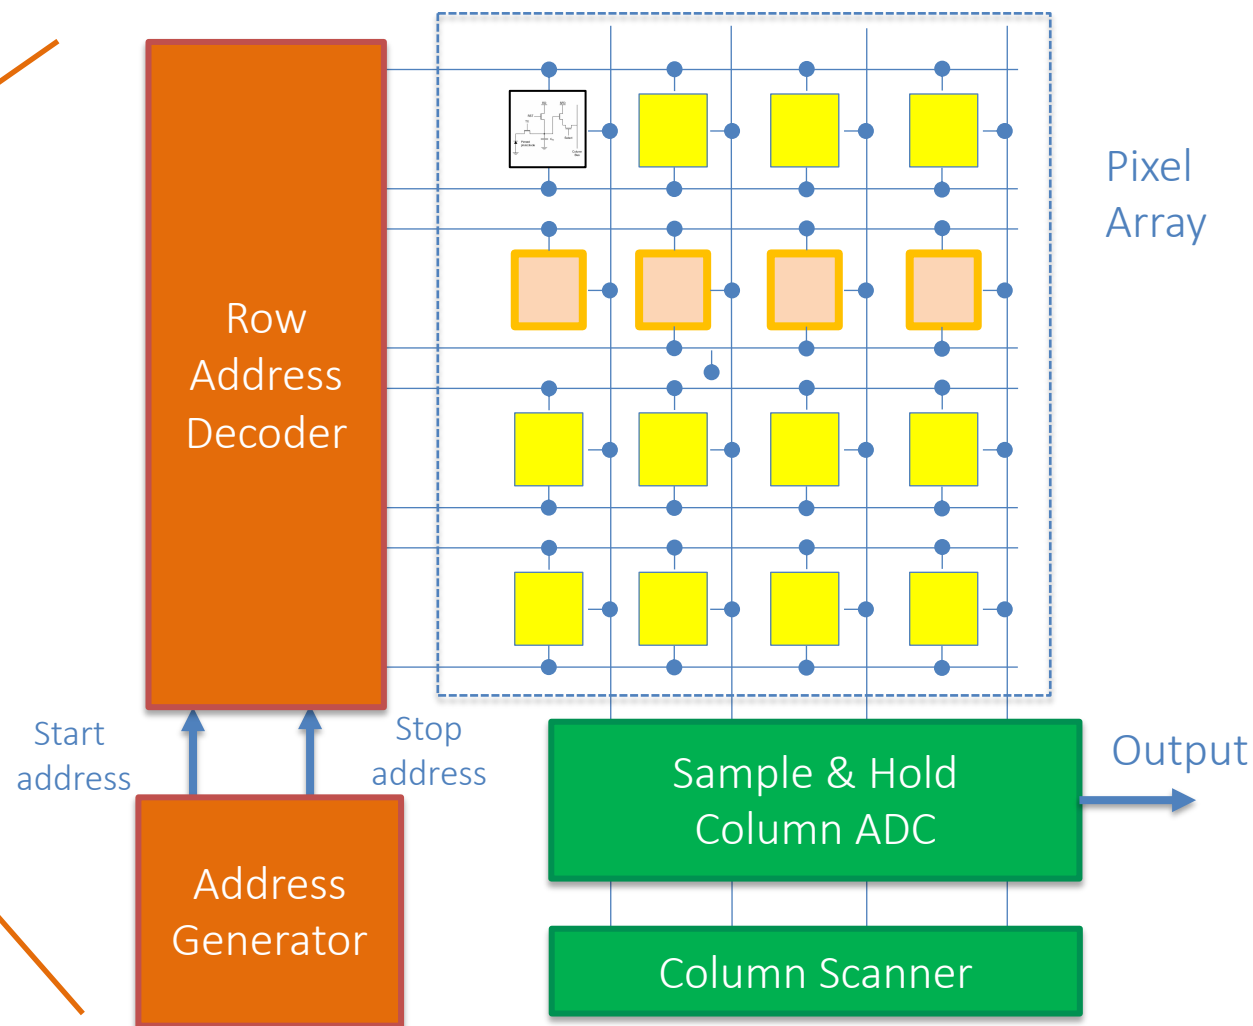 Pixel
Array
Row
Address
Decoder
Start
address
Stop
address
Output
Sample & Hold
Column ADC
Address
Generator
Column Scanner